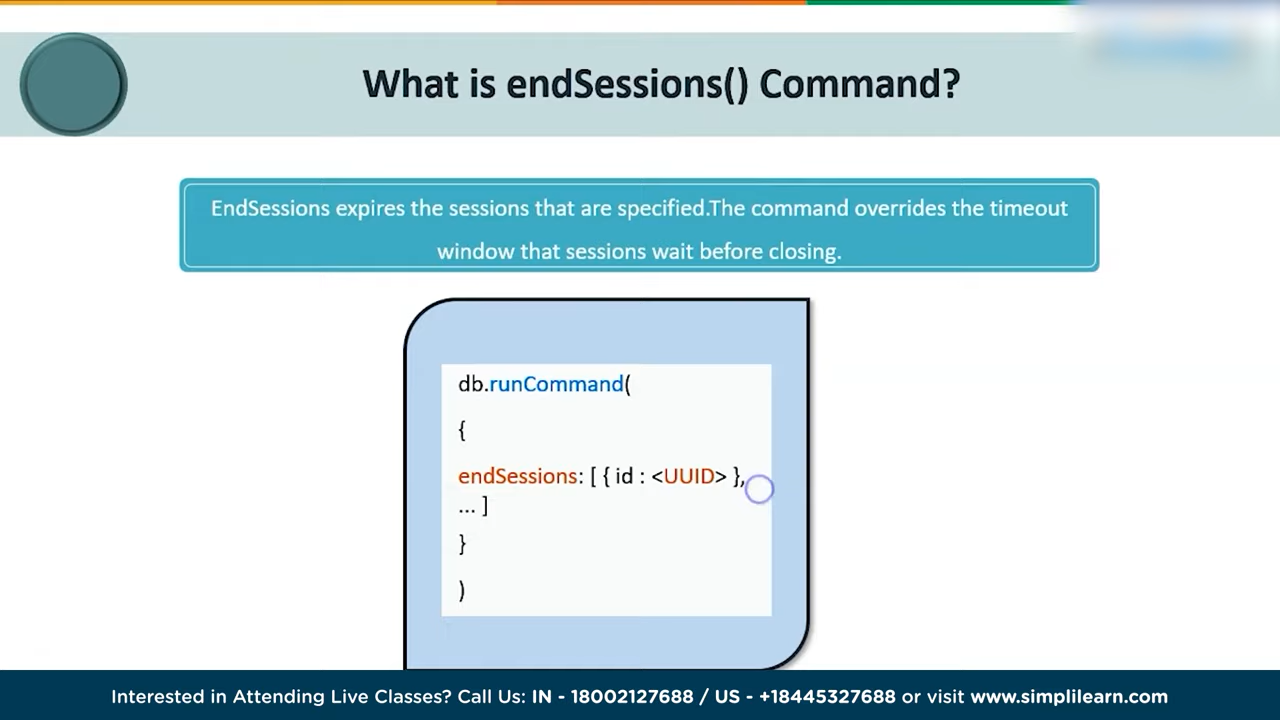 What is endSessions() Command?
EndSessions expires the sessions that are specified.The command overrides the timeout
window that sessions wait before closing.
db.runCommand(
{
endSessions: [ { id : <UUID> },
... ]
}
)
Interested in Attending Live Classes? Call Us: IN - 18002127688 / US - +18445327688 or visit www.simplilearn.com